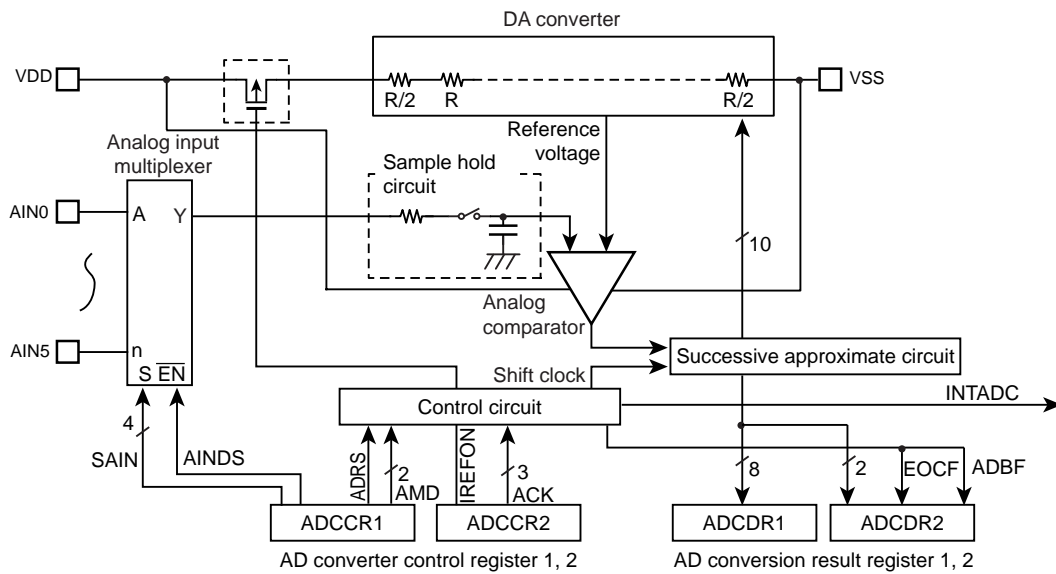 DA converter
VDD
VSS
R/2
R
R/2
Analog input
multiplexer
Reference
voltage
Sample hold
circuit
AIN0
A
Y
10
Analog
comparator
AIN5
n
S
EN
Shift clock
Successive approximate circuit
Control circuit
INTADC
4
SAIN
AINDS
ADRS
2
AMD
IREFON
3
ACK
8
2
EOCF
ADBF
ADCCR1
ADCCR2
ADCDR1
ADCDR2
AD converter control register 1, 2
AD conversion result register 1, 2